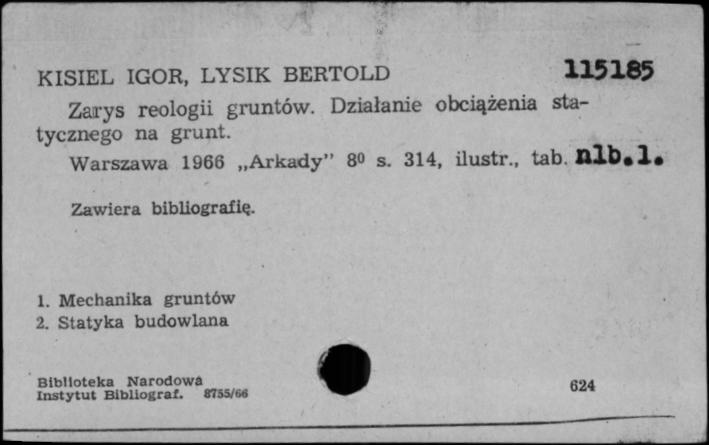 KISIEL IGOR, LYSIK BERTOLD 115185
Zarys reologii gruntów. Działanie obciążenia sta-
tycznego na grunt.
Warszawa 1966 „Arkady” 8⁰ s. 314, ilustr., tab. nlb.1.
Zawiera bibliografię.
1. Mechanika gruntów
2. Statyka budowlana
Biblioteka Narodowa
Instytut Bibliograf. 8755/66
624